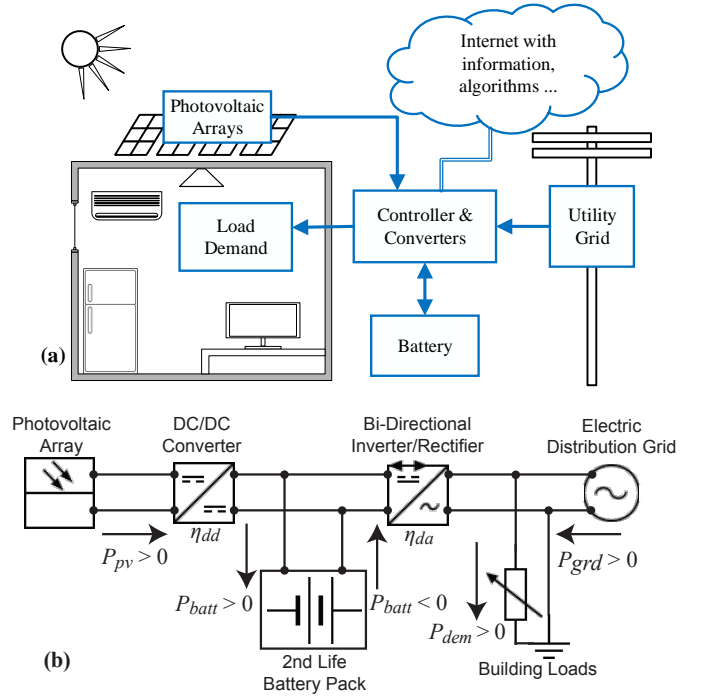 Internet with
information,
algorithms ...
Photovoltaic
Arrays
Load
Demand
Controller &
Converters
Utility
Grid
Battery
(a)
Photovoltaic
Array
DC/DC
Converter
Bi-Directional
Inverter/Rectifier
Electric
Distribution Grid
η_dd
η_da
P_pv > 0
P_grd > 0
P_batt > 0
P_batt < 0
P_dem > 0
(b)
2nd Life
Battery Pack
Building Loads